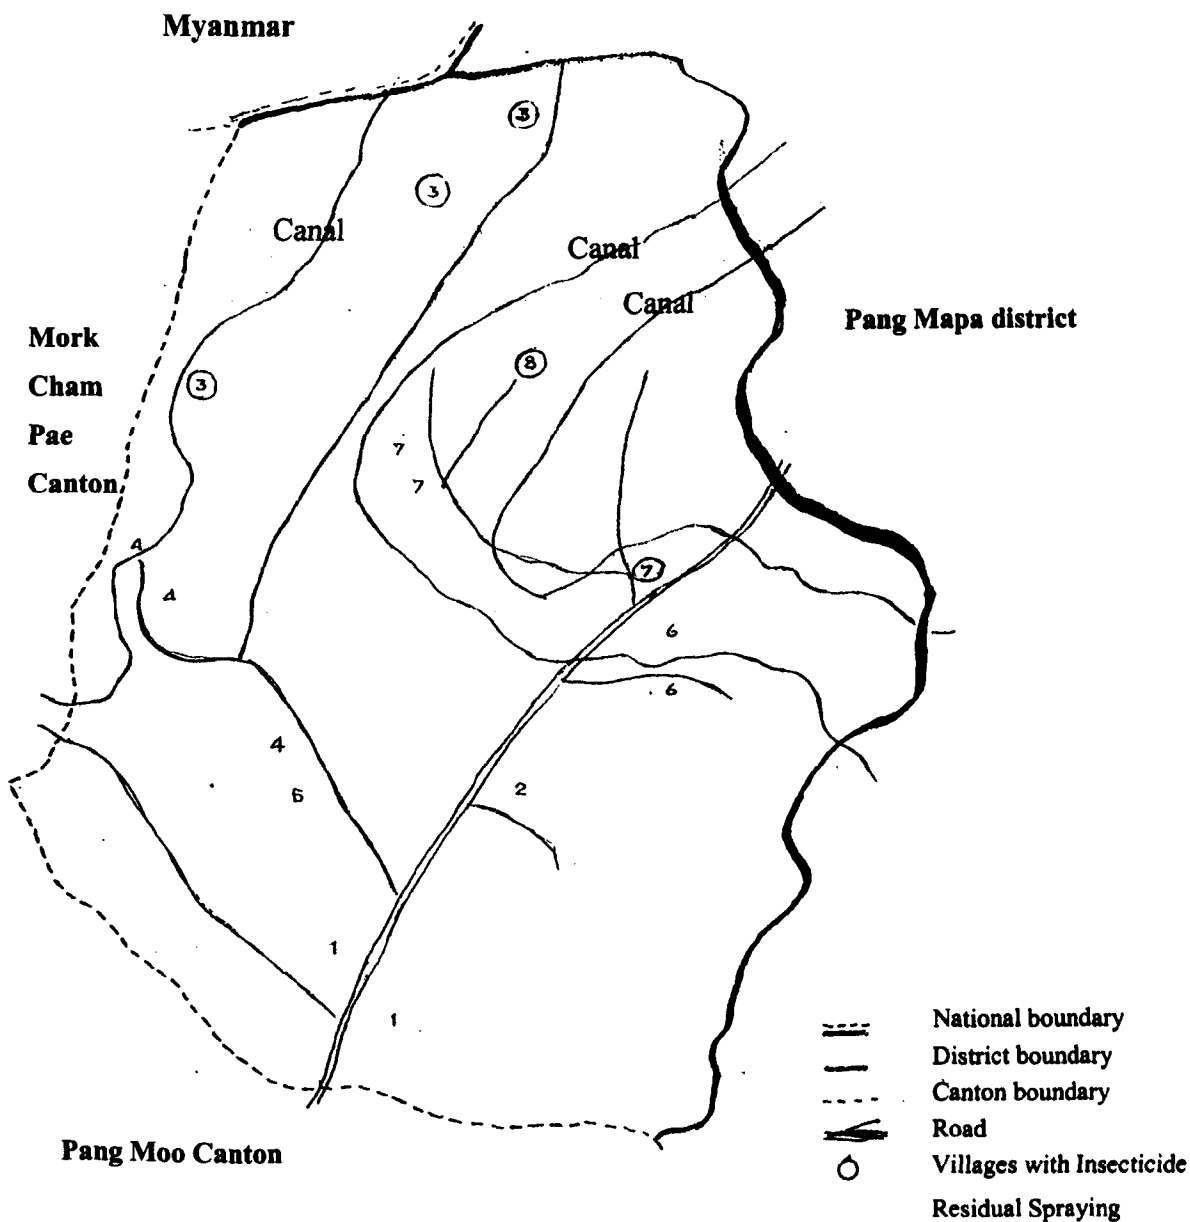 Myanmar
3
3
Canal
Canal
Canal
Pang Mapa district
Mork
Cham
Pae
Canton
3
8
7
7
4
7
4
6
6
4
2
1
1
National boundary
District boundary
Canton boundary
Road
Villages with Insecticide
Residual Spraying
Pang Moo Canton